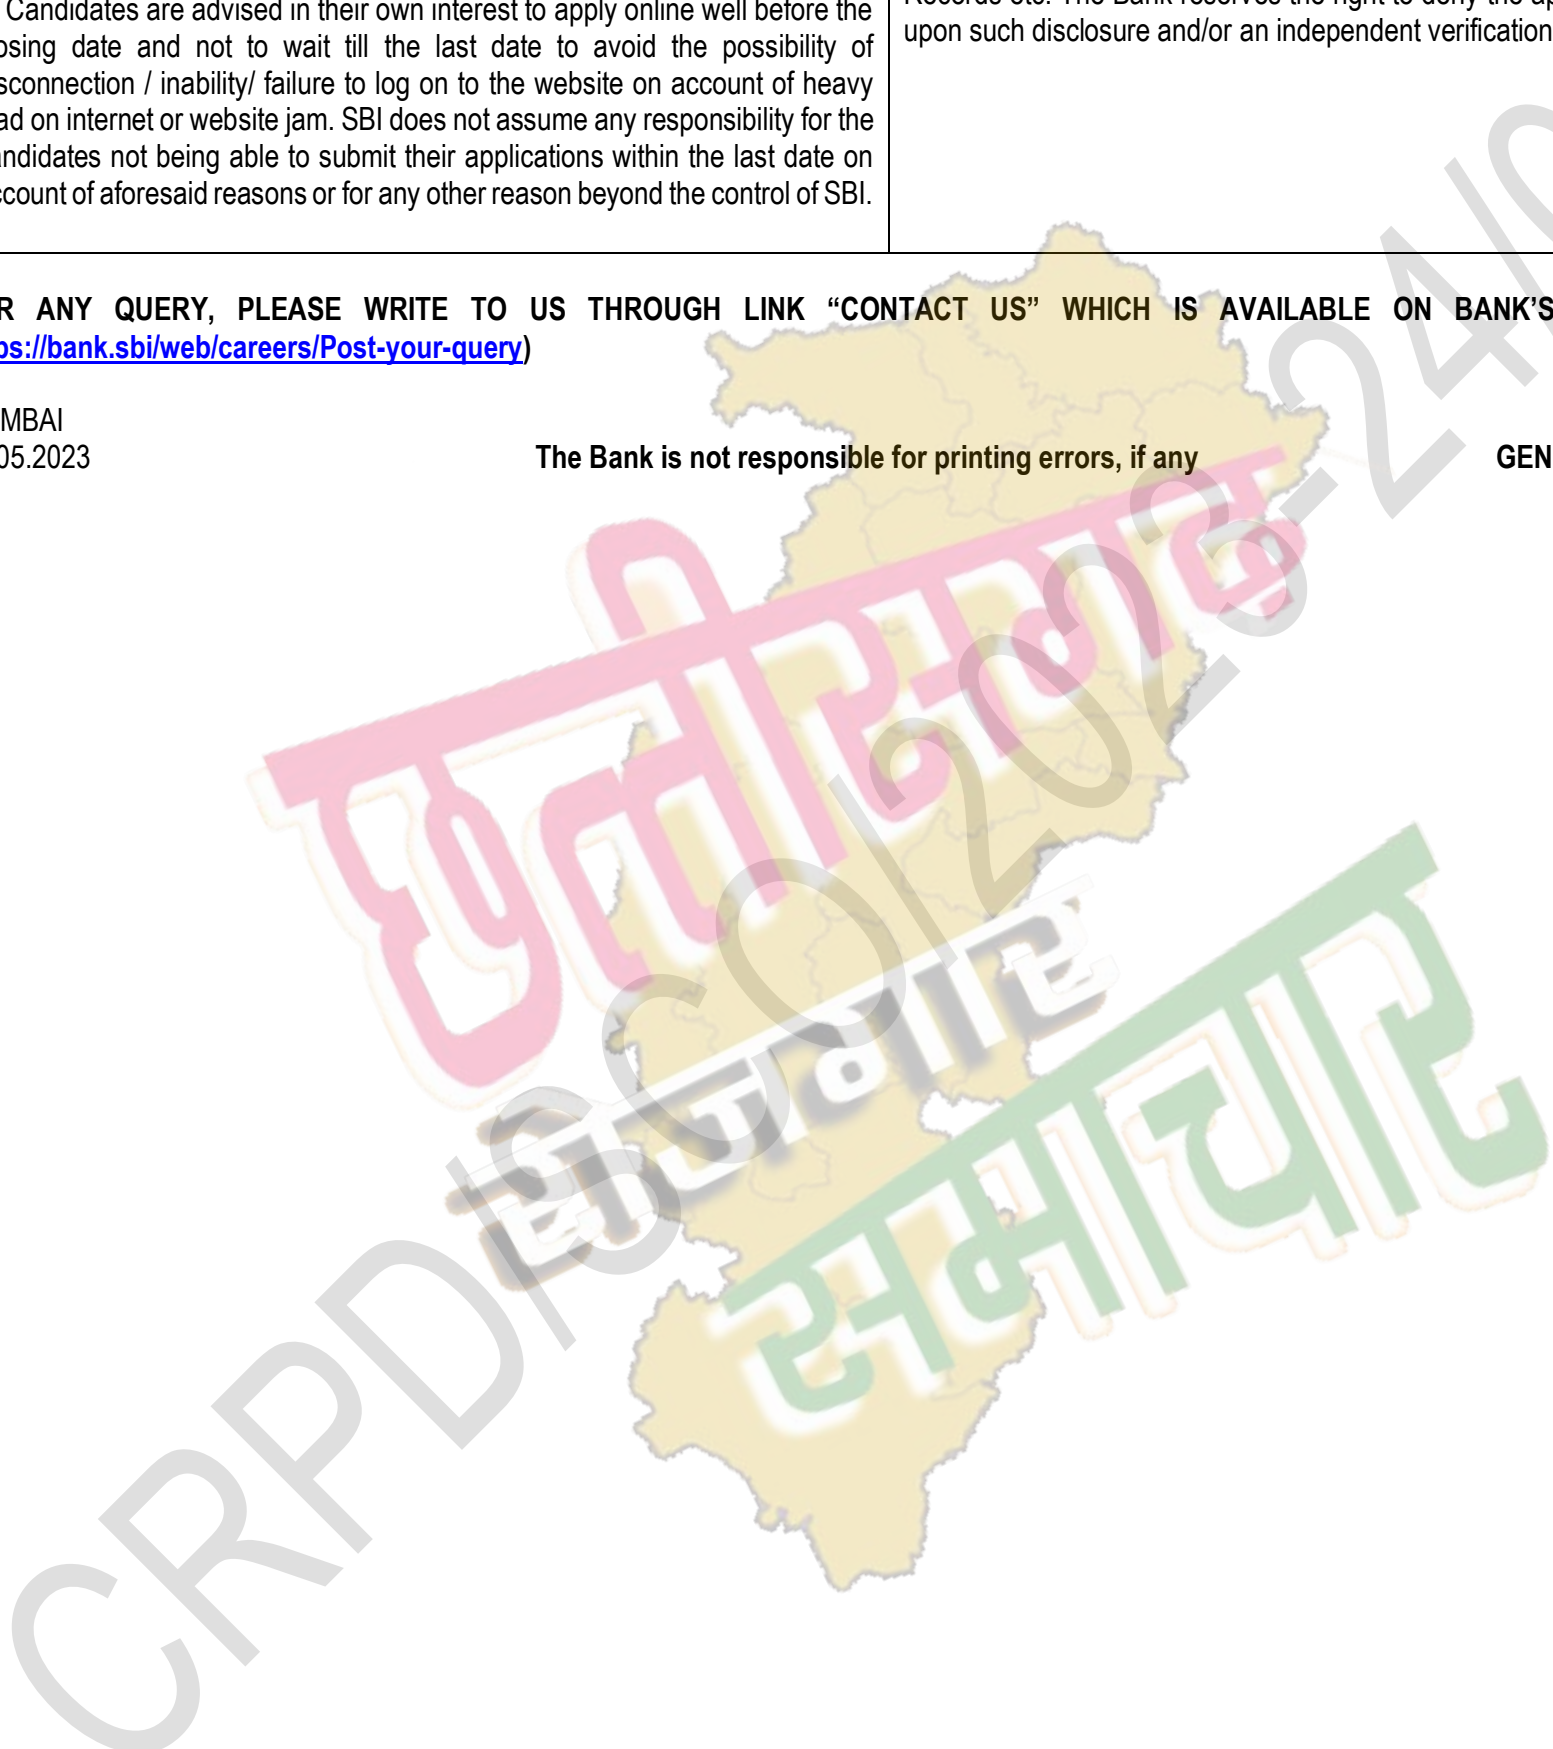 Candidates are advised in their own interest to apply online well before the
osing date and not to wait till the last date to avoid the possibility of
sconnection / inability/ failure to log on to the website on account of heavy
ad on internet or website jam. SBI does not assume any responsibility for the
andidates not being able to submit their applications within the last date on
ccount of aforesaid reasons or for any other reason beyond the control of SBI.
upon such disclosure and/or an independent verification
R ANY QUERY, PLEASE WRITE TO US THROUGH LINK “CONTACT US” WHICH IS AVAILABLE ON BANK’S
ps://bank.sbi/web/careers/Post-your-query)
MBAI
05.2023
The Bank is not responsible for printing errors, if any
GEN
छत्तीसगढ़
रोजगार
समाचार
CRPD/SCO/2023-24/0